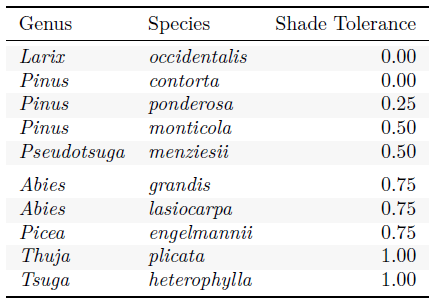 Genus Species Shade Tolerance
Larix occidentalis 0.00
Pinus contorta 0.00
Pinus ponderosa 0.25
Pinus monticola 0.50
Pseudotsuga menziesii 0.50
Abies grandis 0.75
Abies lasiocarpa 0.75
Picea engelmannii 0.75
Thuja plicata 1.00
Tsuga heterophylla 1.00